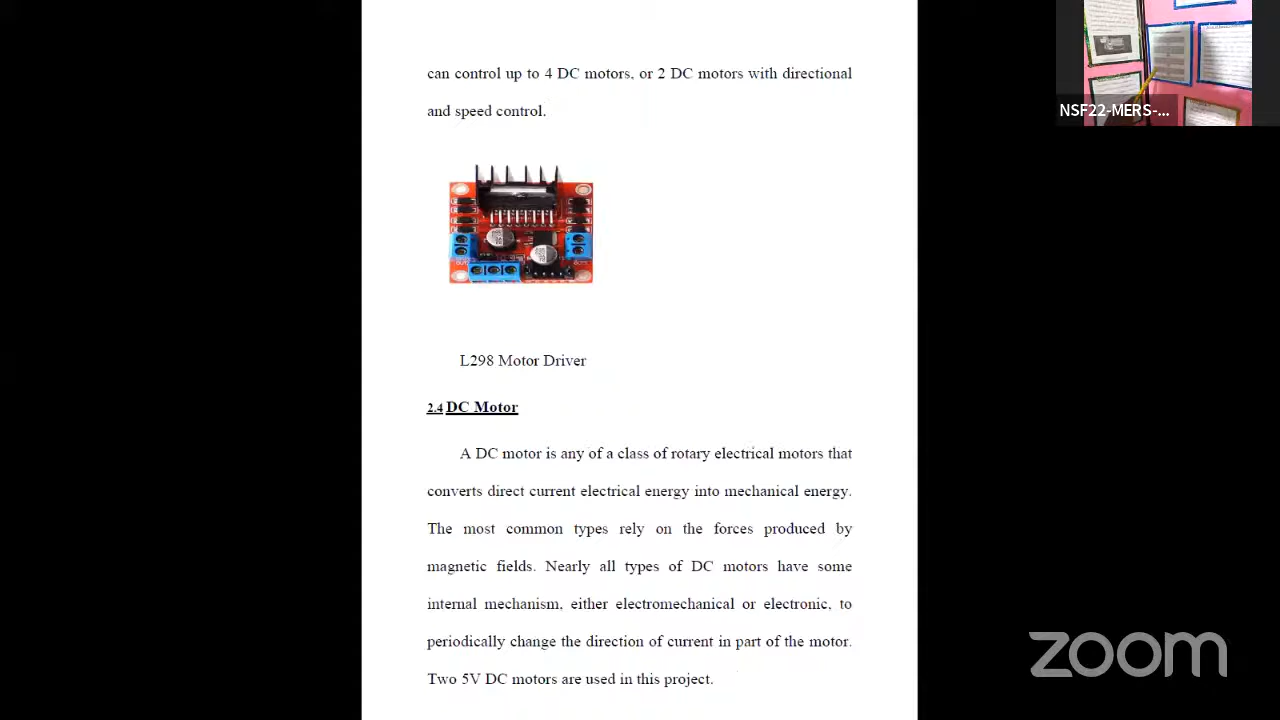 can control up to 4 DC motors, or 2 DC motors with directional
and speed control.
NSF22-MERS-...
L298 Motor Driver
2.4 DC Motor
A DC motor is any of a class of rotary electrical motors that
converts direct current electrical energy into mechanical energy.
The most common types rely on the forces produced by
magnetic fields. Nearly all types of DC motors have some
internal mechanism, either electromechanical or electronic, to
periodically change the direction of current in part of the motor.
Two 5V DC motors are used in this project.
zoom